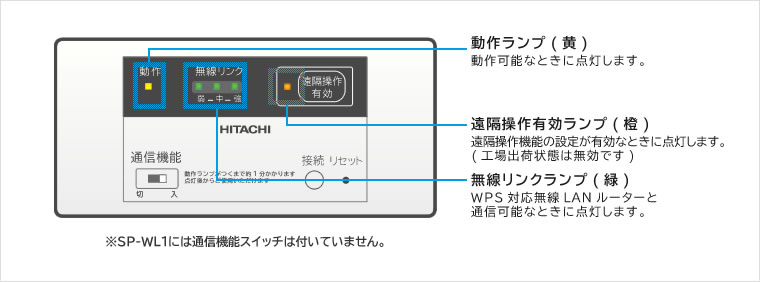 動作ランプ ( 黄 )
動作可能なときに点灯します。
動作
無線リンク
遠隔操作
有効
弱 ‒ 中 ‒ 強
HITACHI
遠隔操作有効ランプ ( 橙 )
遠隔操作機能の設定が有効なときに点灯します。
( 工場出荷状態は無効です )
通信機能
動作ランプがつくまで約 1 分かかります
点灯後からご使用いただけます
切 入
接続 リセット
無線リンクランプ ( 緑 )
WPS 対応無線 LAN ルーターと
通信可能なときに点灯します。
※SP-WL1には通信機能スイッチは付いていません。